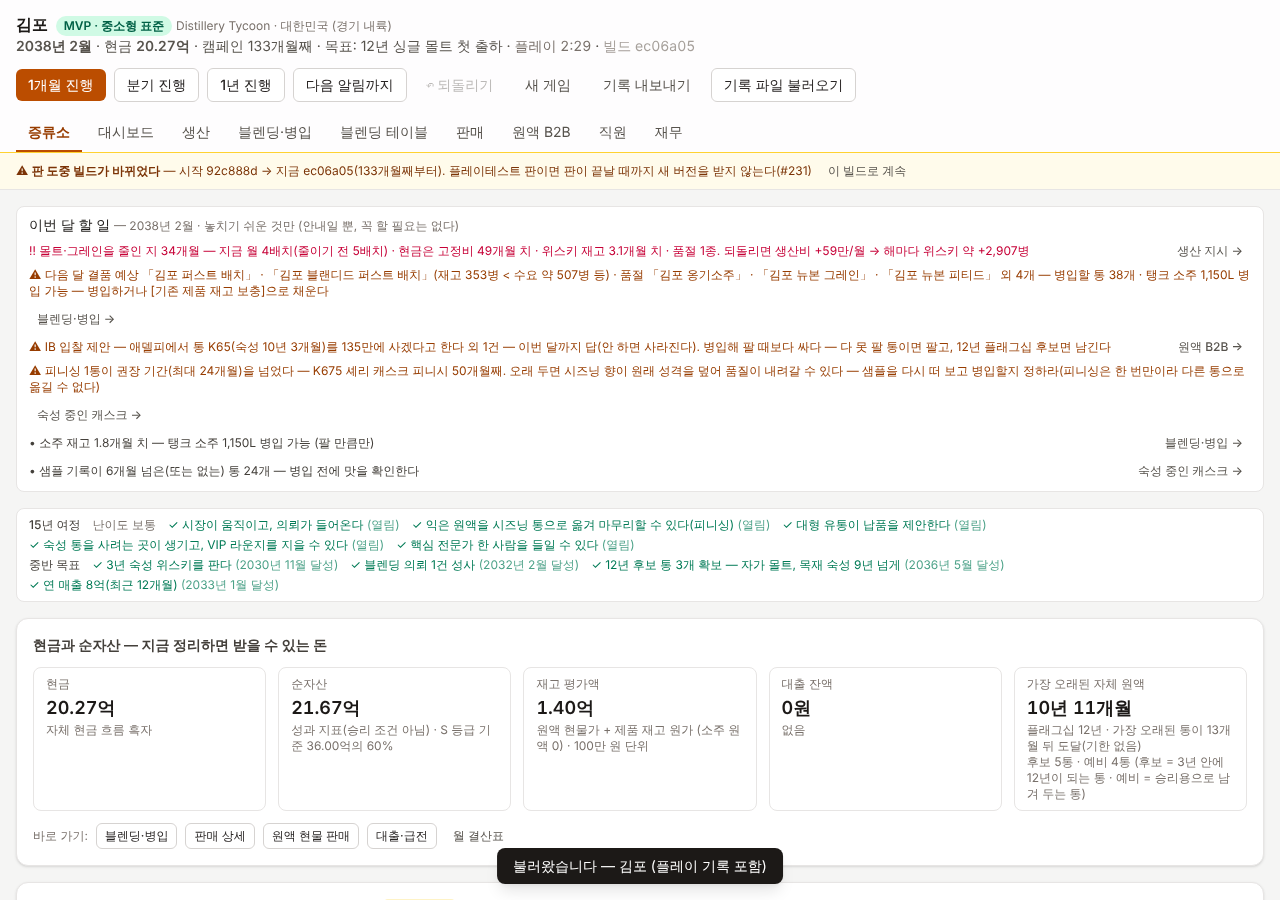 김포 MVP · 중소형 표준 Distillery Tycoon · 대한민국 (경기 내륙)
2038년 2월 · 현금 20.27억 · 캠페인 133개월째 · 목표: 12년 싱글 몰트 첫 출하 · 플레이 2:29 · 빌드 ec06a05
1개월 진행 분기 진행 1년 진행 다음 알림까지 ↶ 되돌리기 새 게임 기록 내보내기 기록 파일 불러오기
증류소 대시보드 생산 블렌딩·병입 블렌딩 테이블 판매 원액 B2B 직원 재무
⚠ 판 도중 빌드가 바뀌었다 — 시작 92c888d → 지금 ec06a05(133개월째부터). 플레이테스트 판이면 판이 끝날 때까지 새 버전을 받지 않는다(#231) 이 빌드로 계속
이번 달 할 일 — 2038년 2월 · 놓치기 쉬운 것만 (안내일 뿐, 꼭 할 필요는 없다)
!! 몰트·그레인을 줄인 지 34개월 — 지금 월 4배치(줄이기 전 5배치) · 현금은 고정비 49개월 치 · 위스키 재고 3.1개월 치 · 품절 1종. 되돌리면 생산비 +59만/월 → 해마다 위스키 약 +2,907병 생산 지시 →
⚠ 다음 달 결품 예상 「김포 퍼스트 배치」 · 「김포 블랜디드 퍼스트 배치」(재고 353병 < 수요 약 507병 등) · 품절 「김포 옹기소주」 · 「김포 뉴본 그레인」 · 「김포 뉴본 피티드」 외 4개 — 병입할 통 38개 · 탱크 소주 1,150L 병
입 가능 — 병입하거나 [기존 제품 재고 보충]으로 채운다
블렌딩·병입 →
⚠ IB 입찰 제안 — 애델피에서 통 K65(숙성 10년 3개월)를 135만에 사겠다고 한다 외 1건 — 이번 달까지 답(안 하면 사라진다). 병입해 팔 때보다 싸다 — 다 못 팔 통이면 팔고, 12년 플래그십 후보면 남긴다 원액 B2B →
⚠ 피니싱 1통이 권장 기간(최대 24개월)을 넘었다 — K675 셰리 캐스크 피니시 50개월째. 오래 두면 시즈닝 향이 원래 성격을 덮어 품질이 내려갈 수 있다 — 샘플을 다시 떠 보고 병입할지 정하라(피니싱은 한 번만이라 다른 통으로
옮길 수 없다)
숙성 중인 캐스크 →
• 소주 재고 1.8개월 치 — 탱크 소주 1,150L 병입 가능 (팔 만큼만) 블렌딩·병입 →
• 샘플 기록이 6개월 넘은(또는 없는) 통 24개 — 병입 전에 맛을 확인한다 숙성 중인 캐스크 →
15년 여정 난이도 보통 ✓ 시장이 움직이고, 의뢰가 들어온다 (열림) ✓ 익은 원액을 시즈닝 통으로 옮겨 마무리할 수 있다(피니싱) (열림) ✓ 대형 유통이 납품을 제안한다 (열림)
✓ 숙성 통을 사려는 곳이 생기고, VIP 라운지를 지을 수 있다 (열림) ✓ 핵심 전문가 한 사람을 들일 수 있다 (열림)
중반 목표 ✓ 3년 숙성 위스키를 판다 (2030년 11월 달성) ✓ 블렌딩 의뢰 1건 성사 (2032년 2월 달성) ✓ 12년 후보 통 3개 확보 — 자가 몰트, 목재 숙성 9년 넘게 (2036년 5월 달성)
✓ 연 매출 8억(최근 12개월) (2033년 1월 달성)
현금과 순자산 — 지금 정리하면 받을 수 있는 돈
현금
20.27억
자체 현금 흐름 흑자
순자산
21.67억
성과 지표(승리 조건 아님) · S 등급 기
준 36.00억의 60%
재고 평가액
1.40억
원액 현물가 + 제품 재고 원가 (소주 원
액 0) · 100만 원 단위
대출 잔액
0원
없음
가장 오래된 자체 원액
10년 11개월
플래그십 12년 · 가장 오래된 통이 13개
월 뒤 도달(기한 없음)
후보 5통 · 예비 4통 (후보 = 3년 안에
12년이 되는 통 · 예비 = 승리용으로 남
겨 두는 통)
바로 가기: 블렌딩·병입 판매 상세 원액 현물 판매 대출·급전 월 결산표
불러왔습니다 — 김포 (플레이 기록 포함)